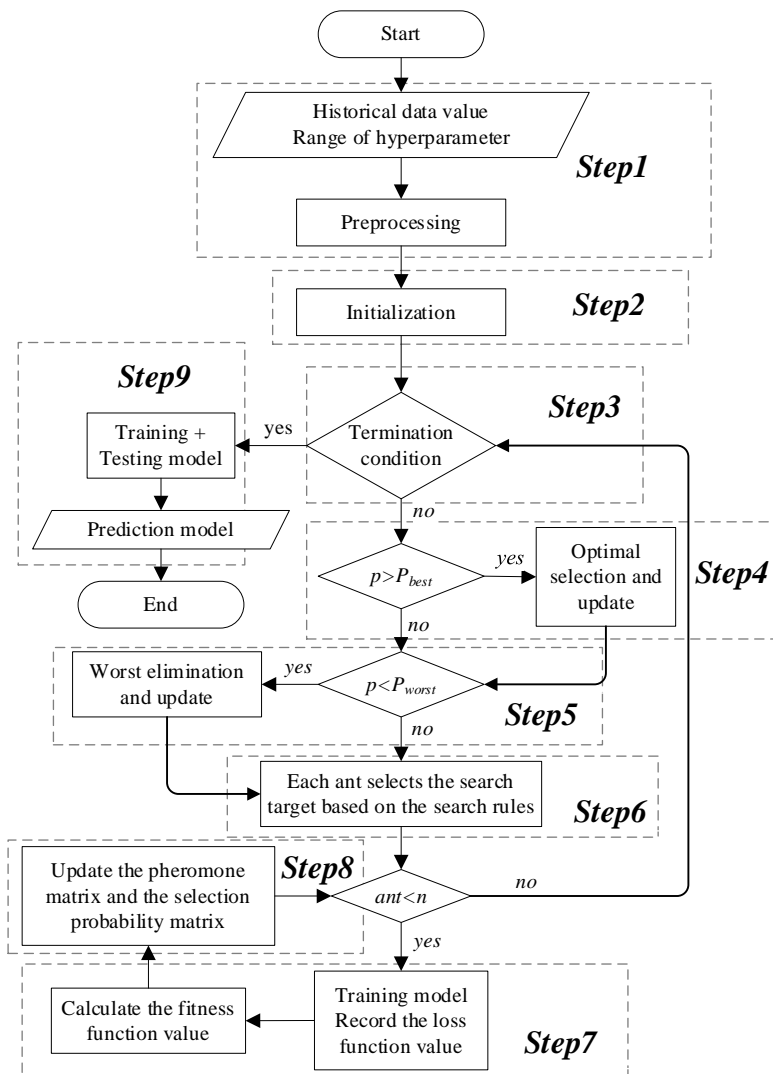 Start
Historical data value
Range of hyperparameter
Step1
Preprocessing
Step2
Initialization
Step9
Step3
Training +
Testing model
yes
Termination
condition
no
Prediction model
End
p>P_best
yes
Optimal
selection and
update
Step4
no
Worst elimination
and update
yes
p<P_worst
Step5
no
Each ant selects the search
target based on the search rules
Step6
Update the pheromone
matrix and the selection
probability matrix
Step8
ant<n
no
yes
Calculate the fitness
function value
Training model
Record the loss
function value
Step7